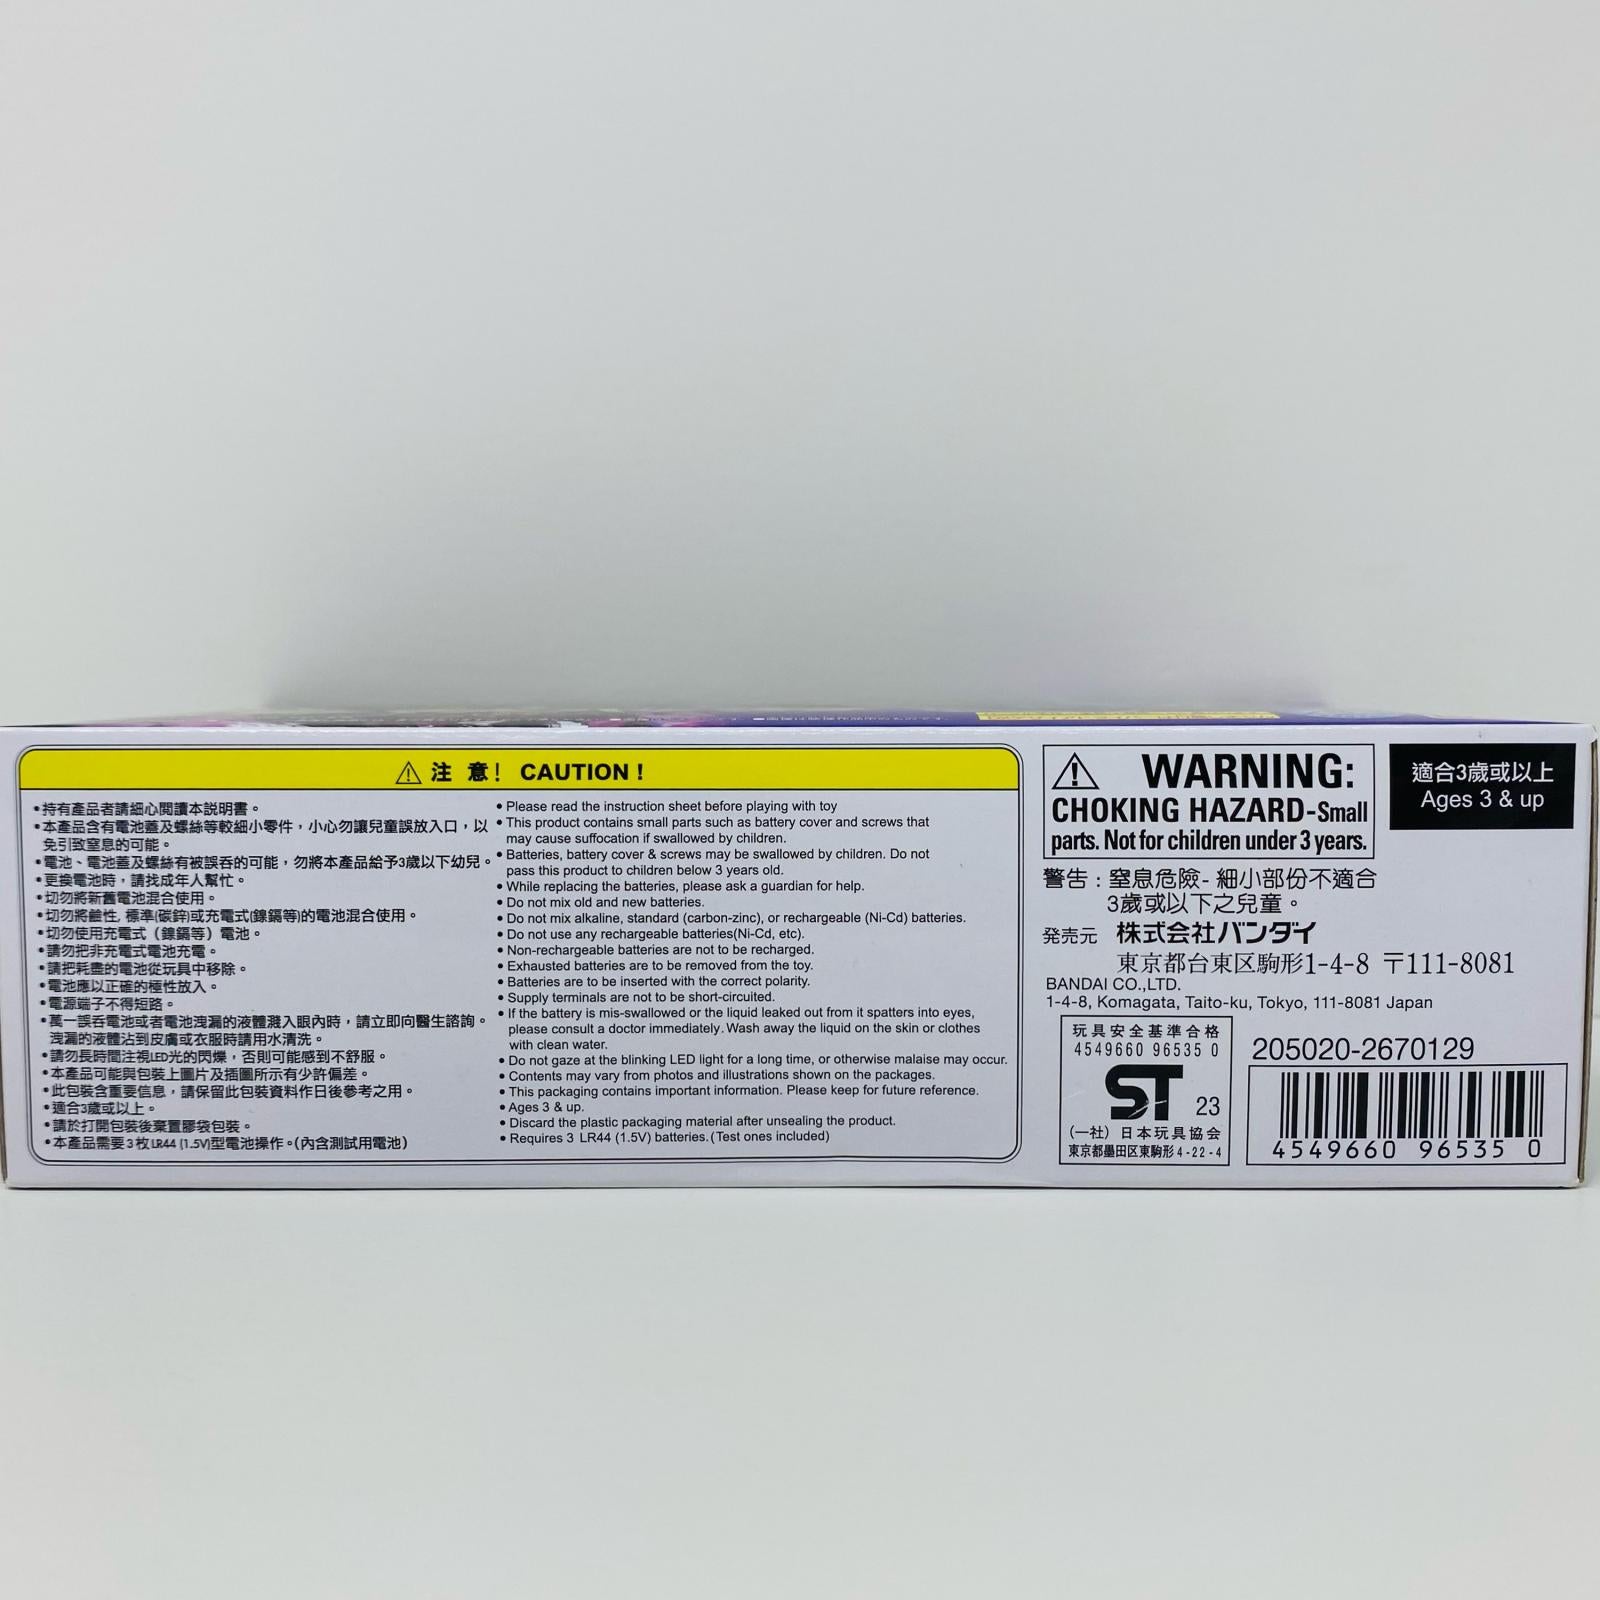 ⚠ 注 意! CAUTION !
•持有產品者請細心閱讀本説明書。
•本產品含有電池蓋及螺絲等較細小零件，小心勿讓兒童誤放入口，以
免引致窒息的可能。
•電池、電池蓋及螺絲有被誤吞的可能，勿將本產品給予3歲以下幼兒。
•更換電池時，請找成年人幫忙。
•切勿將新舊電池混合使用。
•切勿將鹼性, 標準(碳鋅)或充電式(鎳鎘等)的電池混合使用。
•切勿使用充電式（鎳鎘等）電池。
•請勿把非充電式電池充電。
•請把耗盡的電池從玩具中移除。
•電池應以正確的極性放入。
•電源端子不得短路。
•萬一誤吞電池或者電池洩漏的液體濺入眼內時，請立即向醫生諮詢。
洩漏的液體沾到皮膚或衣服時請用水清洗。
•請勿長時間注視LED光的閃爍，否則可能感到不舒服。
•本產品可能與包裝上圖片及插圖所示有少許偏差。
•此包裝含重要信息，請保留此包裝資料作日後參考之用。
•適合3歲或以上。
•請於打開包裝後棄置膠袋包裝。
•本產品需要3枚LR44 (1.5V)型電池操作。(內含測試用電池)
• Please read the instruction sheet before playing with toy
• This product contains small parts such as battery cover and screws that
may cause suffocation if swallowed by children.
• Batteries, battery cover & screws may be swallowed by children. Do not
pass this product to children below 3 years old.
• While replacing the batteries, please ask a guardian for help.
• Do not mix old and new batteries.
• Do not mix alkaline, standard (carbon-zinc), or rechargeable (Ni-Cd) batteries.
• Do not use any rechargeable batteries(Ni-Cd, etc).
• Non-rechargeable batteries are not to be recharged.
• Exhausted batteries are to be removed from the toy.
• Batteries are to be inserted with the correct polarity.
• Supply terminals are not to be short-circuited.
• If the battery is mis-swallowed or the liquid leaked out from it spatters into eyes,
please consult a doctor immediately. Wash away the liquid on the skin or clothes
with clean water.
• Do not gaze at the blinking LED light for a long time, or otherwise malaise may occur.
• Contents may vary from photos and illustrations shown on the packages.
• This packaging contains important information. Please keep for future reference.
• Ages 3 & up.
• Discard the plastic packaging material after unsealing the product.
• Requires 3 LR44 (1.5V) batteries. (Test ones included)
⚠ WARNING:
CHOKING HAZARD-Small
parts. Not for children under 3 years.
適合3歲或以上
Ages 3 & up
警告 : 窒息危險- 細小部份不適合
3歲或以下之兒童。
発売元 株式会社バンダイ
東京都台東区駒形1-4-8 〒111-8081
BANDAI CO.,LTD.
1-4-8, Komagata, Taito-ku, Tokyo, 111-8081 Japan
玩具安全基準合格
4549660 96535 0
ST 23
(一社) 日本玩具協会
東京都墨田区東駒形4-22-4
205020-2670129
4549660 96535 0